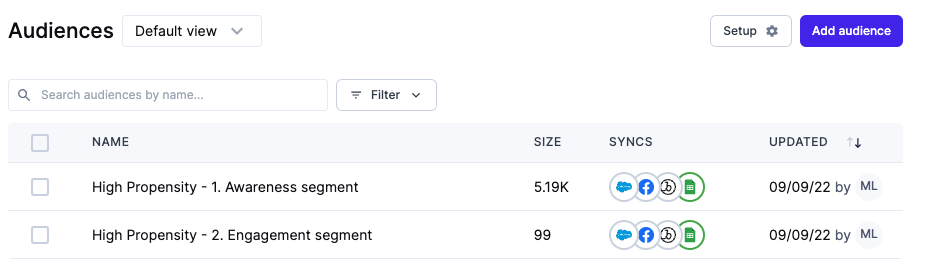 Audiences Default view Setup Add audience
Search audiences by name... Filter
NAME SIZE SYNCS UPDATED
High Propensity - 1. Awareness segment 5.19K 09/09/22 by ML
High Propensity - 2. Engagement segment 99 09/09/22 by ML